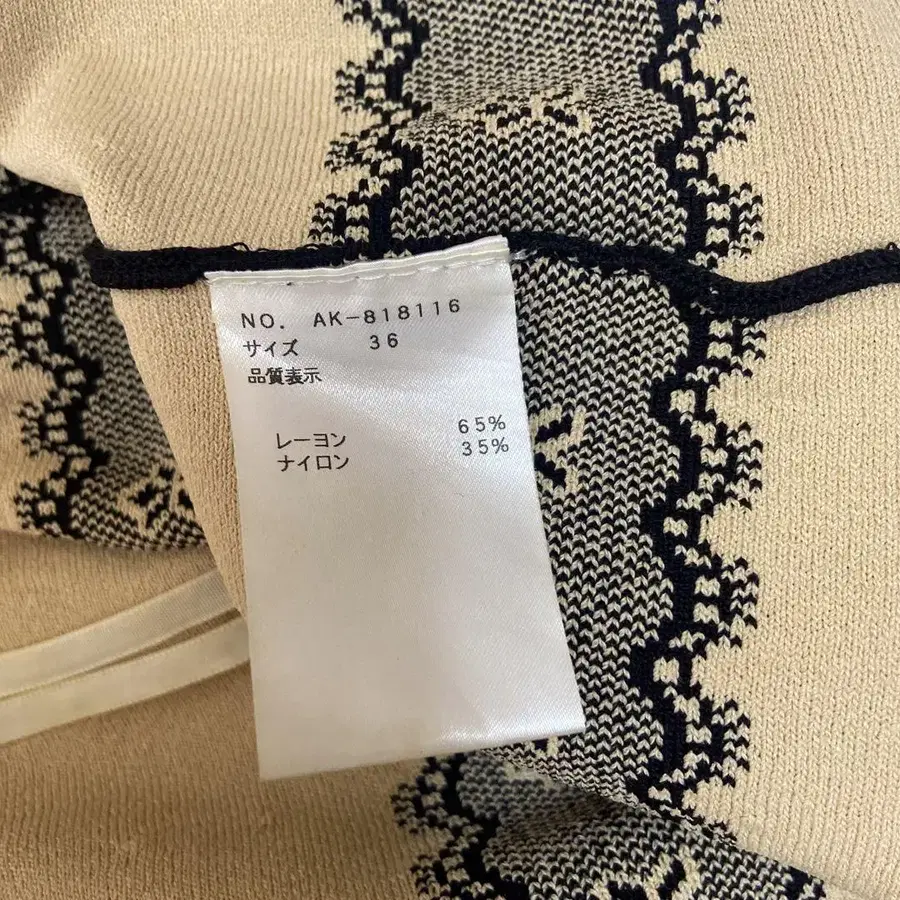 NO. AK-818116
サイズ 36
品質表示
レーヨン 65%
ナイロン 35%